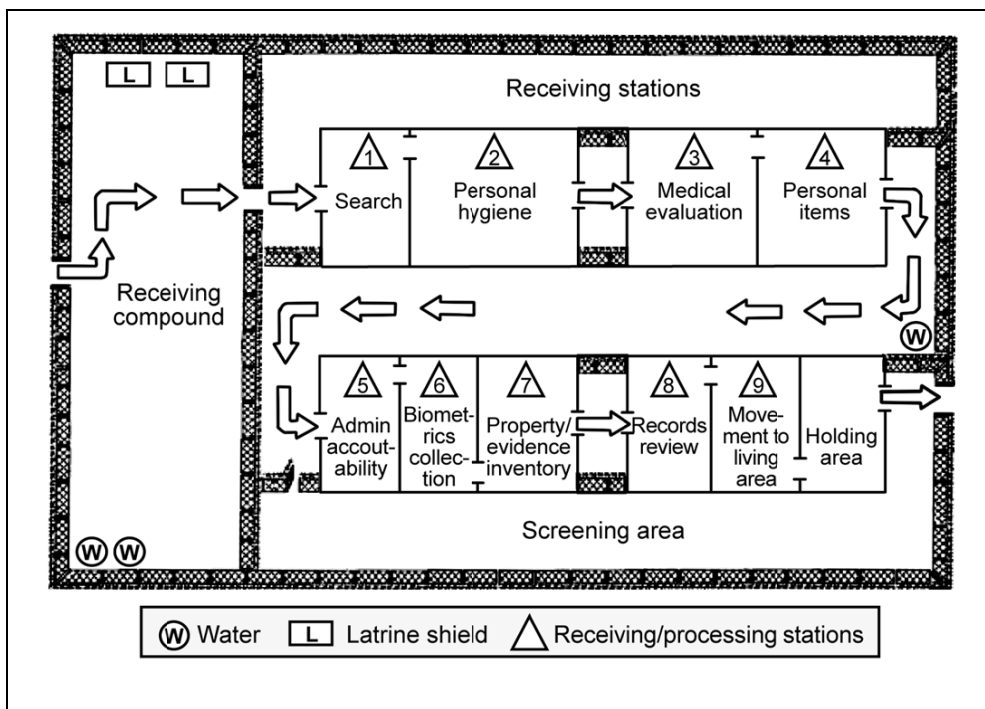 L L
Receiving stations
1
Search
2
Personal
hygiene
3
Medical
evaluation
4
Personal
items
Receiving
compound
W
5
Admin
accout-
ability
6
Biomet-
rics
collec-
tion
7
Property/
evidence
inventory
8
Records
review
9
Move-
ment to
living
area
Holding
area
Screening area
W W
W Water L Latrine shield Receiving/processing stations